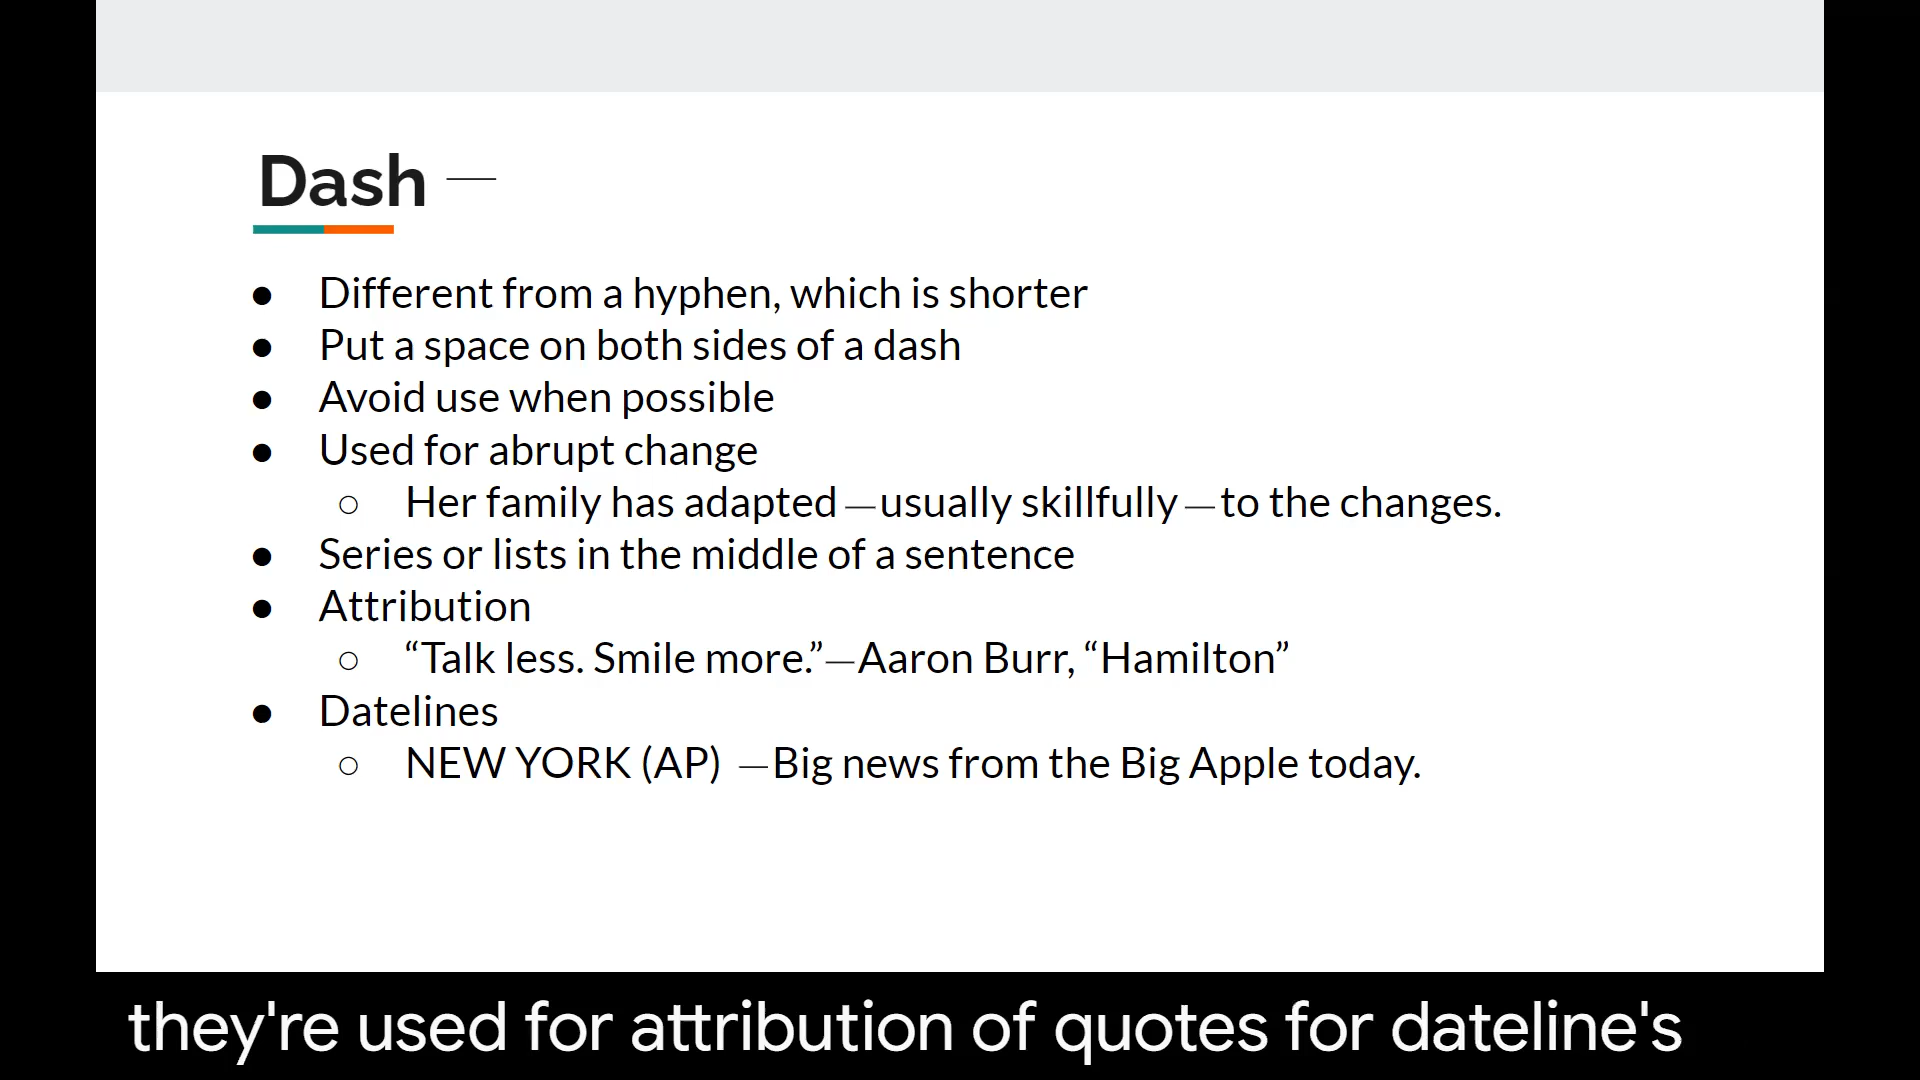 Dash —
● Different from a hyphen, which is shorter
● Put a space on both sides of a dash
● Avoid use when possible
● Used for abrupt change
○ Her family has adapted —usually skillfully —to the changes.
● Series or lists in the middle of a sentence
● Attribution
○ “Talk less. Smile more.”—Aaron Burr, “Hamilton”
● Datelines
○ NEW YORK (AP) —Big news from the Big Apple today.
they're used for attribution of quotes for dateline's